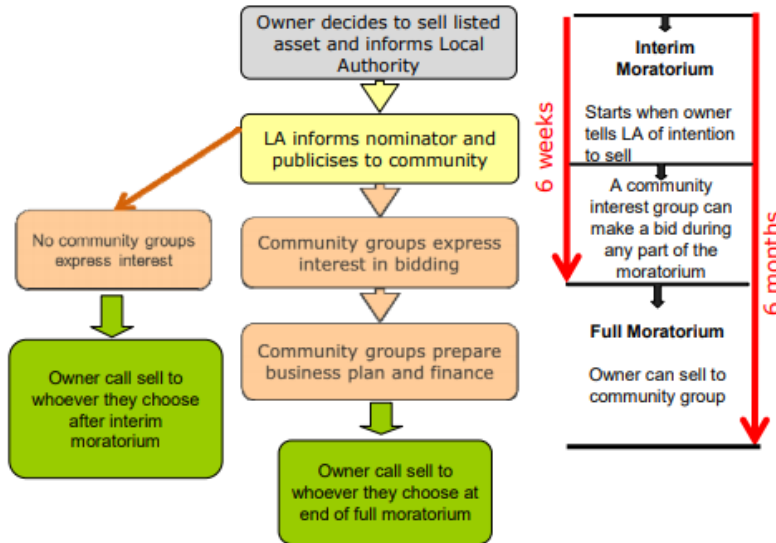 Owner decides to sell listed
asset and informs Local
Authority
LA informs nominator and
publicises to community
No community groups
express interest
Community groups express
interest in bidding
Community groups prepare
business plan and finance
Owner call sell to
whoever they choose
after interim
moratorium
Owner call sell to
whoever they choose at
end of full moratorium
6 weeks
Interim
Moratorium
Starts when owner
tells LA of intention
to sell
A community
interest group can
make a bid during
any part of the
moratorium
Full Moratorium
Owner can sell to
community group
6 months